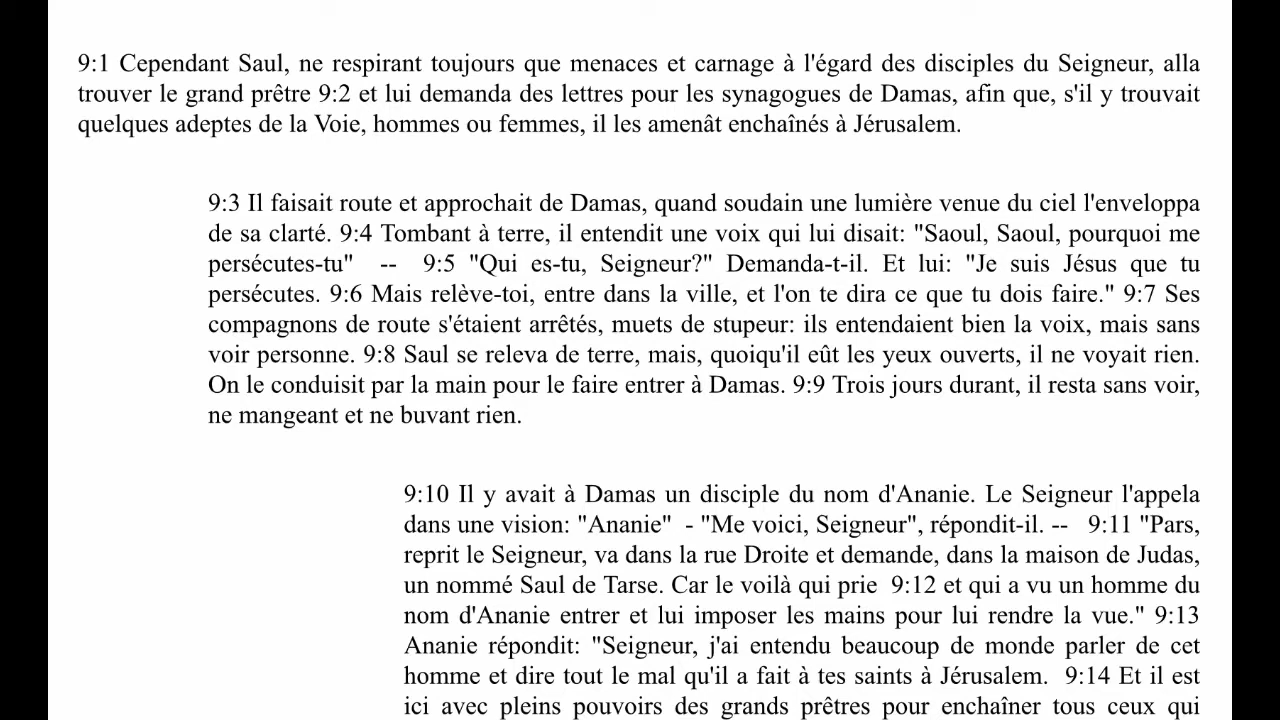 9:1 Cependant Saul, ne respirant toujours que menaces et carnage à l'égard des disciples du Seigneur, alla
trouver le grand prêtre 9:2 et lui demanda des lettres pour les synagogues de Damas, afin que, s'il y trouvait
quelques adeptes de la Voie, hommes ou femmes, il les amenât enchaînés à Jérusalem.
9:3 Il faisait route et approchait de Damas, quand soudain une lumière venue du ciel l'enveloppa
de sa clarté. 9:4 Tombant à terre, il entendit une voix qui lui disait: "Saoul, Saoul, pourquoi me
persécutes-tu" -- 9:5 "Qui es-tu, Seigneur?" Demanda-t-il. Et lui: "Je suis Jésus que tu
persécutes. 9:6 Mais relève-toi, entre dans la ville, et l'on te dira ce que tu dois faire." 9:7 Ses
compagnons de route s'étaient arrêtés, muets de stupeur: ils entendaient bien la voix, mais sans
voir personne. 9:8 Saul se releva de terre, mais, quoiqu'il eût les yeux ouverts, il ne voyait rien.
On le conduisit par la main pour le faire entrer à Damas. 9:9 Trois jours durant, il resta sans voir,
ne mangeant et ne buvant rien.
9:10 Il y avait à Damas un disciple du nom d'Ananie. Le Seigneur l'appela
dans une vision: "Ananie" - "Me voici, Seigneur", répondit-il. -- 9:11 "Pars,
reprit le Seigneur, va dans la rue Droite et demande, dans la maison de Judas,
un nommé Saul de Tarse. Car le voilà qui prie 9:12 et qui a vu un homme du
nom d'Ananie entrer et lui imposer les mains pour lui rendre la vue." 9:13
Ananie répondit: "Seigneur, j'ai entendu beaucoup de monde parler de cet
homme et dire tout le mal qu'il a fait à tes saints à Jérusalem. 9:14 Et il est
ici avec pleins pouvoirs des grands prêtres pour enchaîner tous ceux qui